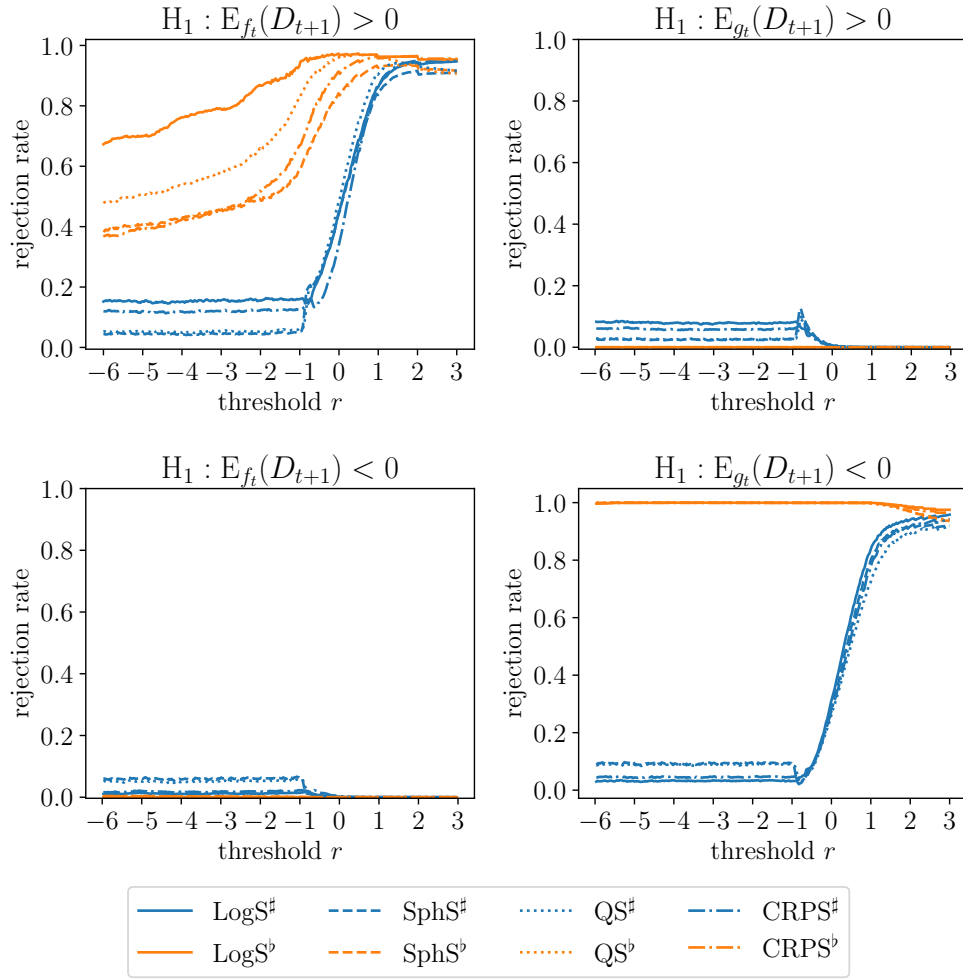 H₁ : E_{f_t}(D_{t+1}) > 0
H₁ : E_{g_t}(D_{t+1}) > 0
1.0
0.8
0.6
0.4
0.2
0.0
rejection rate
−6 −5 −4 −3 −2 −1 0 1 2 3
threshold r
1.0
0.8
0.6
0.4
0.2
0.0
rejection rate
−6 −5 −4 −3 −2 −1 0 1 2 3
threshold r
H₁ : E_{f_t}(D_{t+1}) < 0
H₁ : E_{g_t}(D_{t+1}) < 0
1.0
0.8
0.6
0.4
0.2
0.0
rejection rate
−6 −5 −4 −3 −2 −1 0 1 2 3
threshold r
1.0
0.8
0.6
0.4
0.2
0.0
rejection rate
−6 −5 −4 −3 −2 −1 0 1 2 3
threshold r
LogS♯ SphS♯ QS♯ CRPS♯
LogS♭ SphS♭ QS♭ CRPS♭